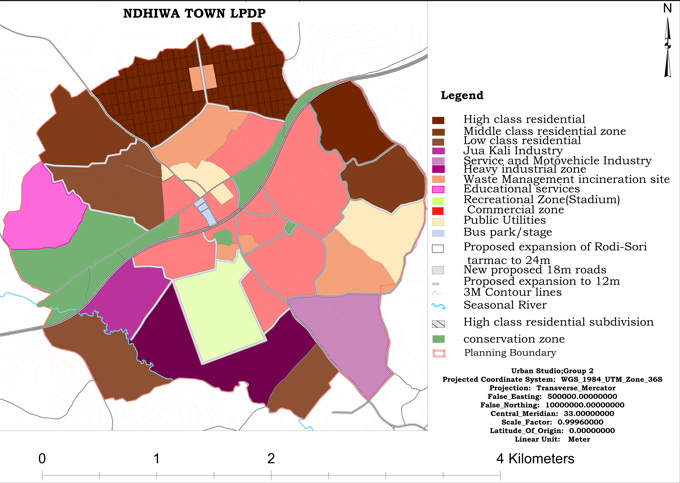 NDHIWA TOWN LPDP
N
Legend
High class residential
Middle class residential zone
Low class residential
Jua Kali Industry
Service and Motovehicle Industry
Heavy industrial zone
Waste Management incineration site
Educational services
Recreational Zone(Stadium)
Commercial zone
Public Utilities
Bus park/stage
Proposed expansion of Rodi-Sori
tarmac to 24m
New proposed 18m roads
Proposed expansion to 12m
3M Contour lines
Seasonal River
High class residential subdivision
conservation zone
Planning Boundary
Urban Studio;Group 2
Projected Coordinate System: WGS_1984_UTM_Zone_36S
Projection: Transverse_Mercator
False_Easting: 500000.00000000
False_Northing: 10000000.00000000
Central_Meridian: 33.00000000
Scale_Factor: 0.99960000
Latitude_Of_Origin: 0.00000000
Linear Unit: Meter
0 1 2 4 Kilometers